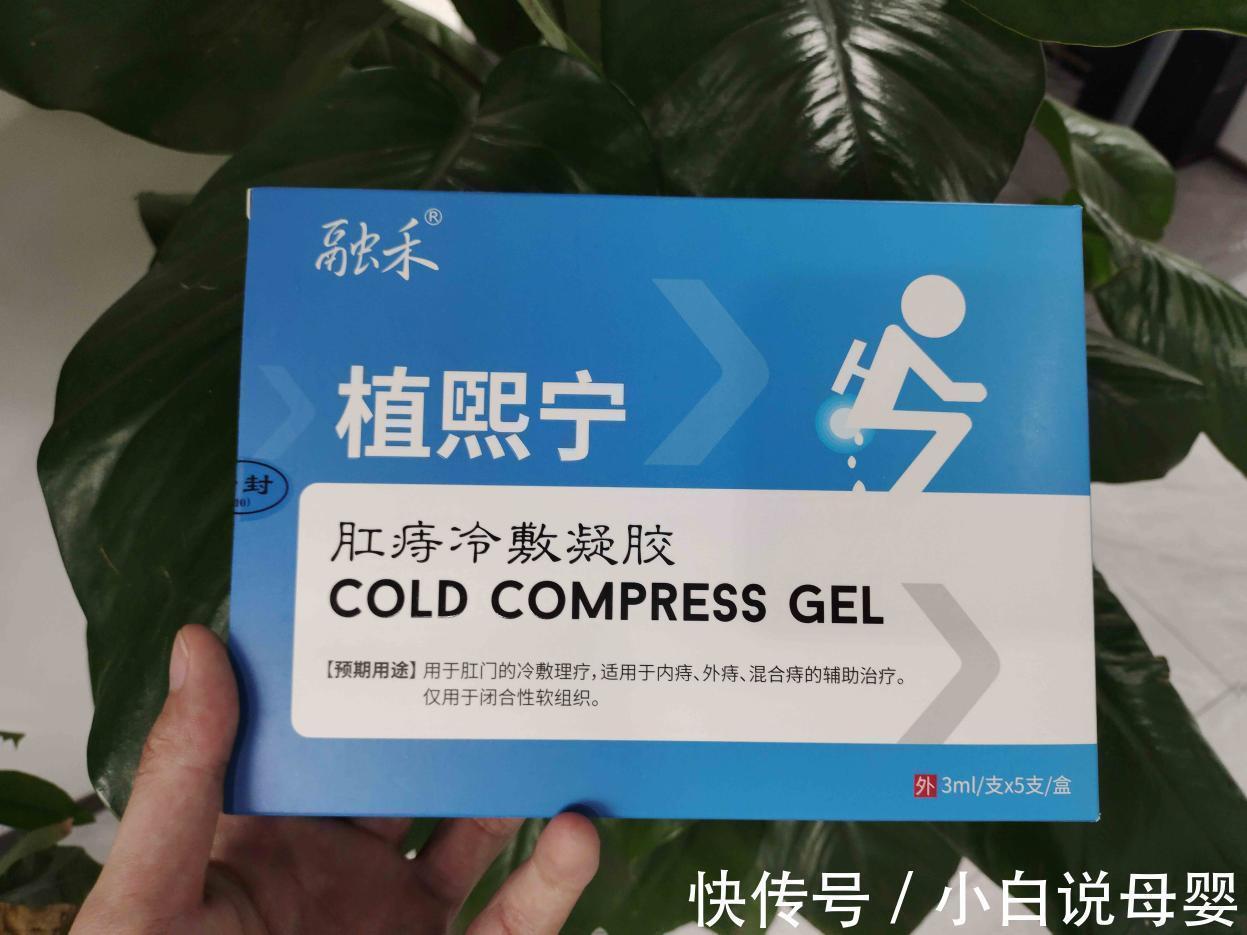 融禾®
植熙宁
封
肛痔冷敷凝胶
COLD COMPRESS GEL
【预期用途】用于肛门的冷敷理疗,适用于内痔、外痔、混合痔的辅助治疗。
仅用于闭合性软组织。
外 3ml/支x5支/盒
快传号 / 小白说母婴